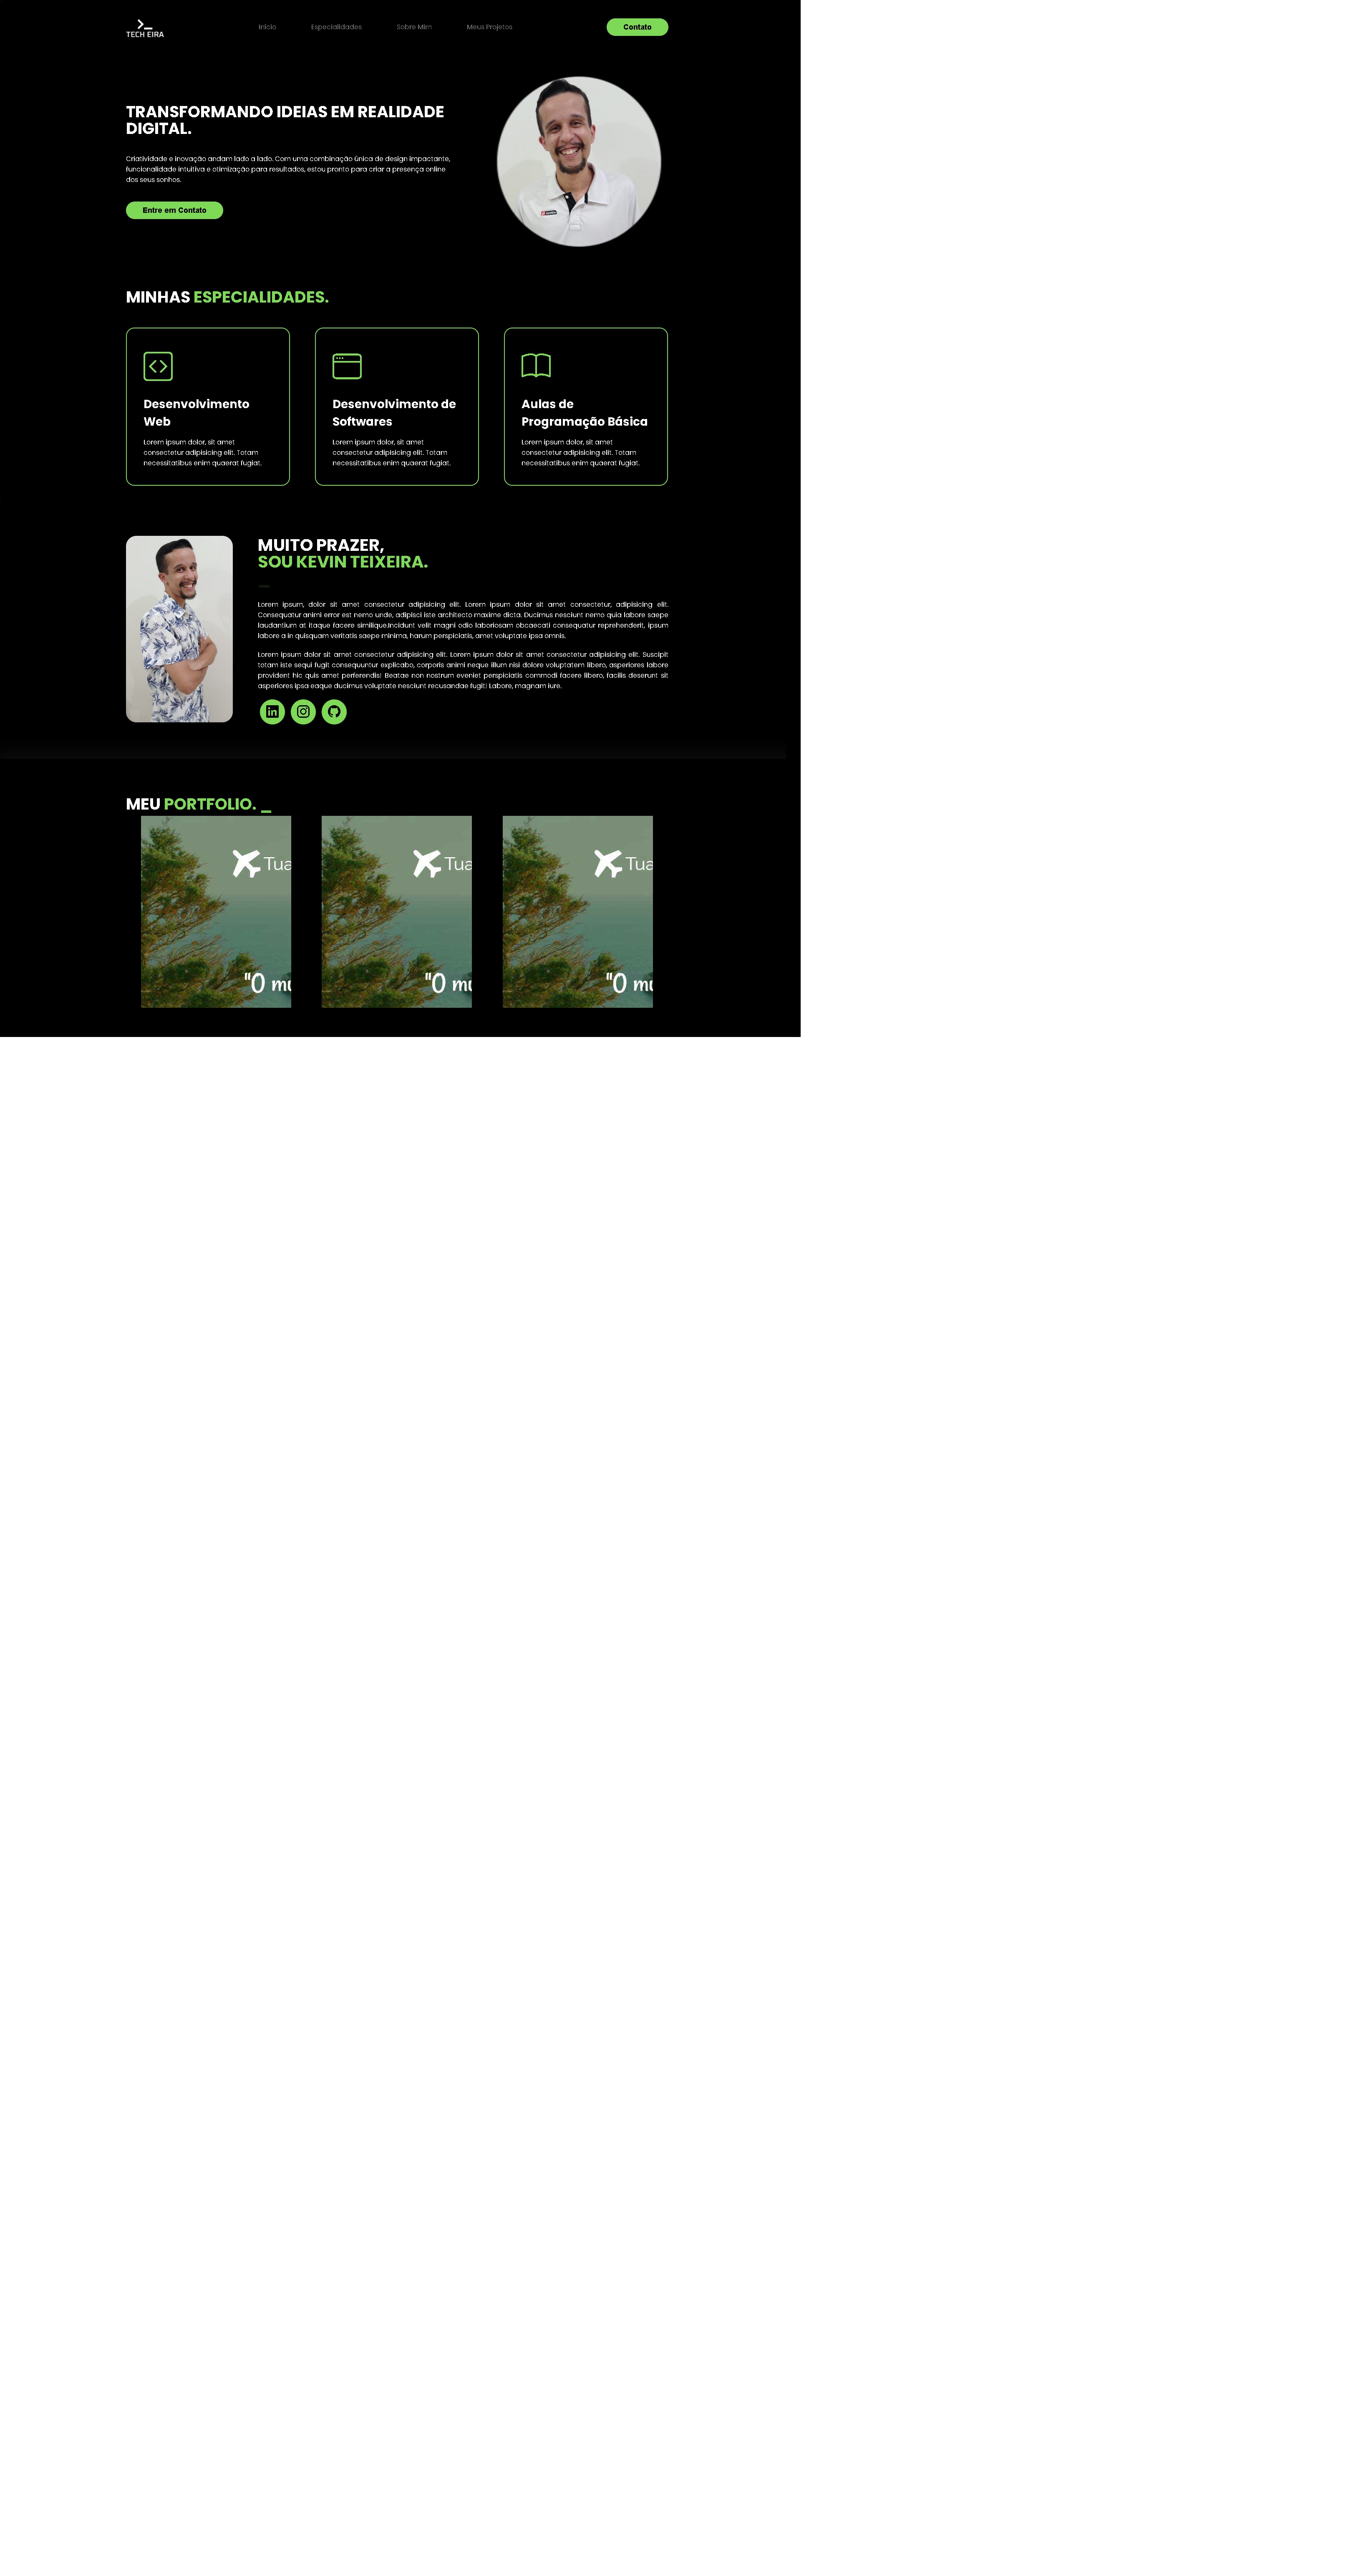 TECH EIRA
Início
Especialidades
Sobre Mim
Meus Projetos
Contato
TRANSFORMANDO IDEIAS EM REALIDADE
DIGITAL.
Criatividade e inovação andam lado a lado. Com uma combinação única de design impactante,
funcionalidade intuitiva e otimização para resultados, estou pronto para criar a presença online
dos seus sonhos.
Entre em Contato
MINHAS ESPECIALIDADES.
Desenvolvimento
Web
Lorem ipsum dolor, sit amet
consectetur adipisicing elit. Totam
necessitatibus enim quaerat fugiat.
Desenvolvimento de
Softwares
Lorem ipsum dolor, sit amet
consectetur adipisicing elit. Totam
necessitatibus enim quaerat fugiat.
Aulas de
Programação Básica
Lorem ipsum dolor, sit amet
consectetur adipisicing elit. Totam
necessitatibus enim quaerat fugiat.
MUITO PRAZER,
SOU KEVIN TEIXEIRA.
Lorem ipsum, dolor sit amet consectetur adipisicing elit. Lorem ipsum dolor sit amet consectetur, adipisicing elit.
Consequatur animi error est nemo unde, adipisci iste architecto maxime dicta. Ducimus nesciunt nemo quia labore saepe
laudantium at itaque facere similique.Incidunt velit magni odio laboriosam obcaecati consequatur reprehenderit, ipsum
labore a in quisquam veritatis saepe minima, harum perspiciatis, amet voluptate ipsa omnis.
Lorem ipsum dolor sit amet consectetur adipisicing elit. Lorem ipsum dolor sit amet consectetur adipisicing elit. Suscipit
totam iste sequi fugit consequuntur explicabo, corporis animi neque illum nisi dolore voluptatem libero, asperiores labore
provident hic quis amet perferendis! Beatae non nostrum eveniet perspiciatis commodi facere libero, facilis deserunt sit
asperiores ipsa eaque ducimus voluptate nesciunt recusandae fugit! Labore, magnam iure.
in
MEU PORTFOLIO. _
Tua
Tua
Tua
"O mu
"O mu
"O mu